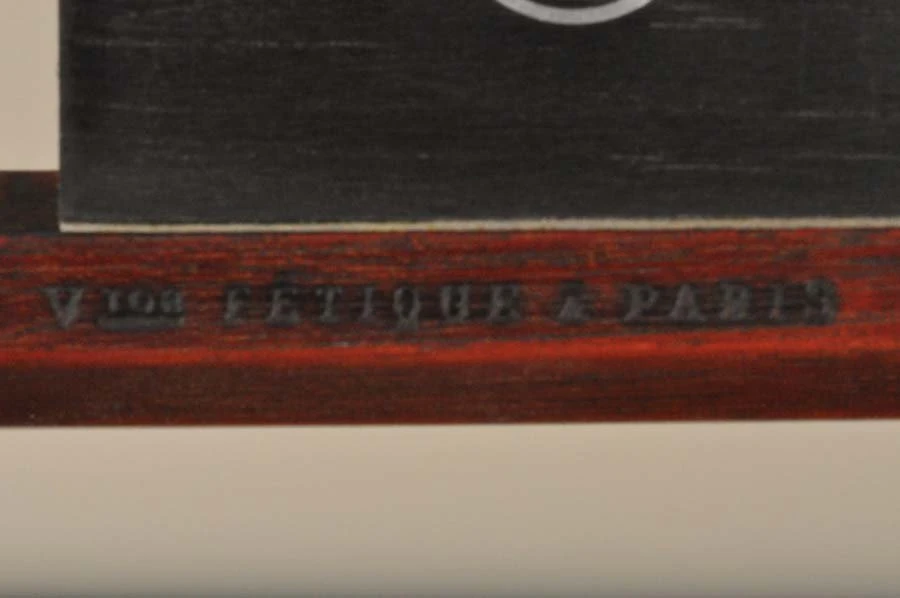 Vtor FÉTIQUE À PARIS